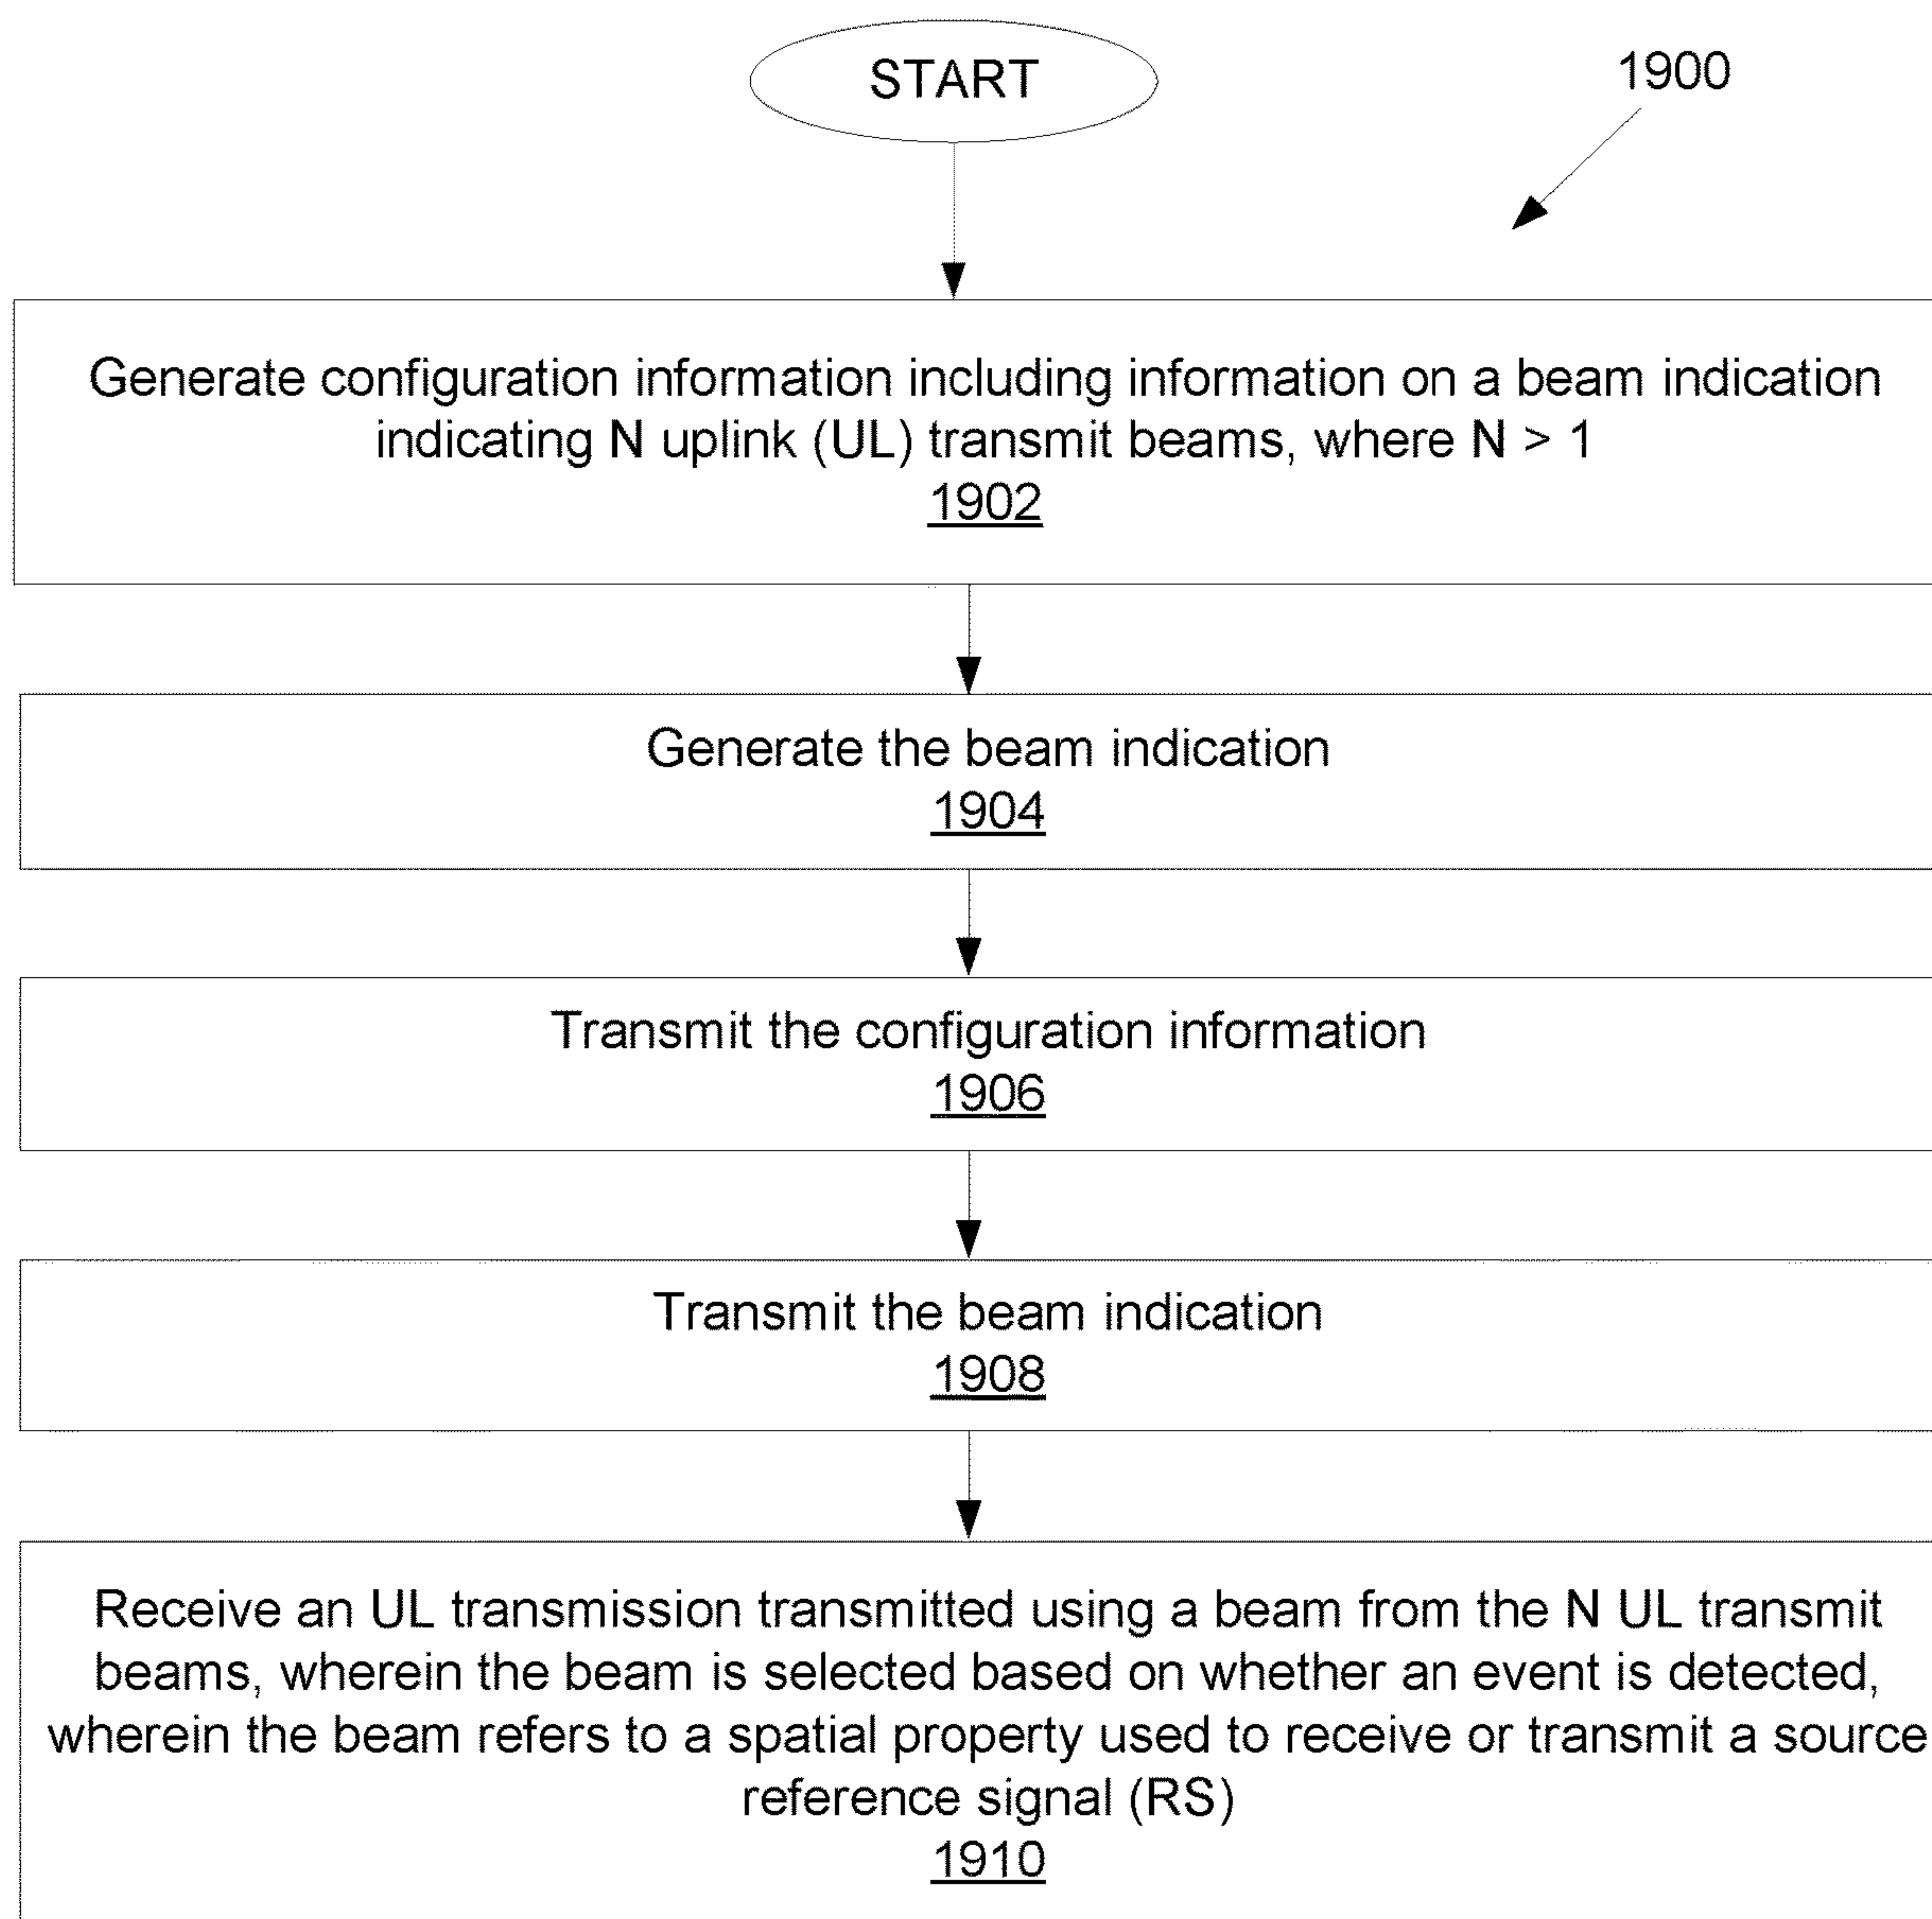 START
1900
Generate configuration information including information on a beam indication
indicating N uplink (UL) transmit beams, where N > 1
1902
Generate the beam indication
1904
Transmit the configuration information
1906
Transmit the beam indication
1908
Receive an UL transmission transmitted using a beam from the N UL transmit
beams, wherein the beam is selected based on whether an event is detected,
wherein the beam refers to a spatial property used to receive or transmit a source
reference signal (RS)
1910